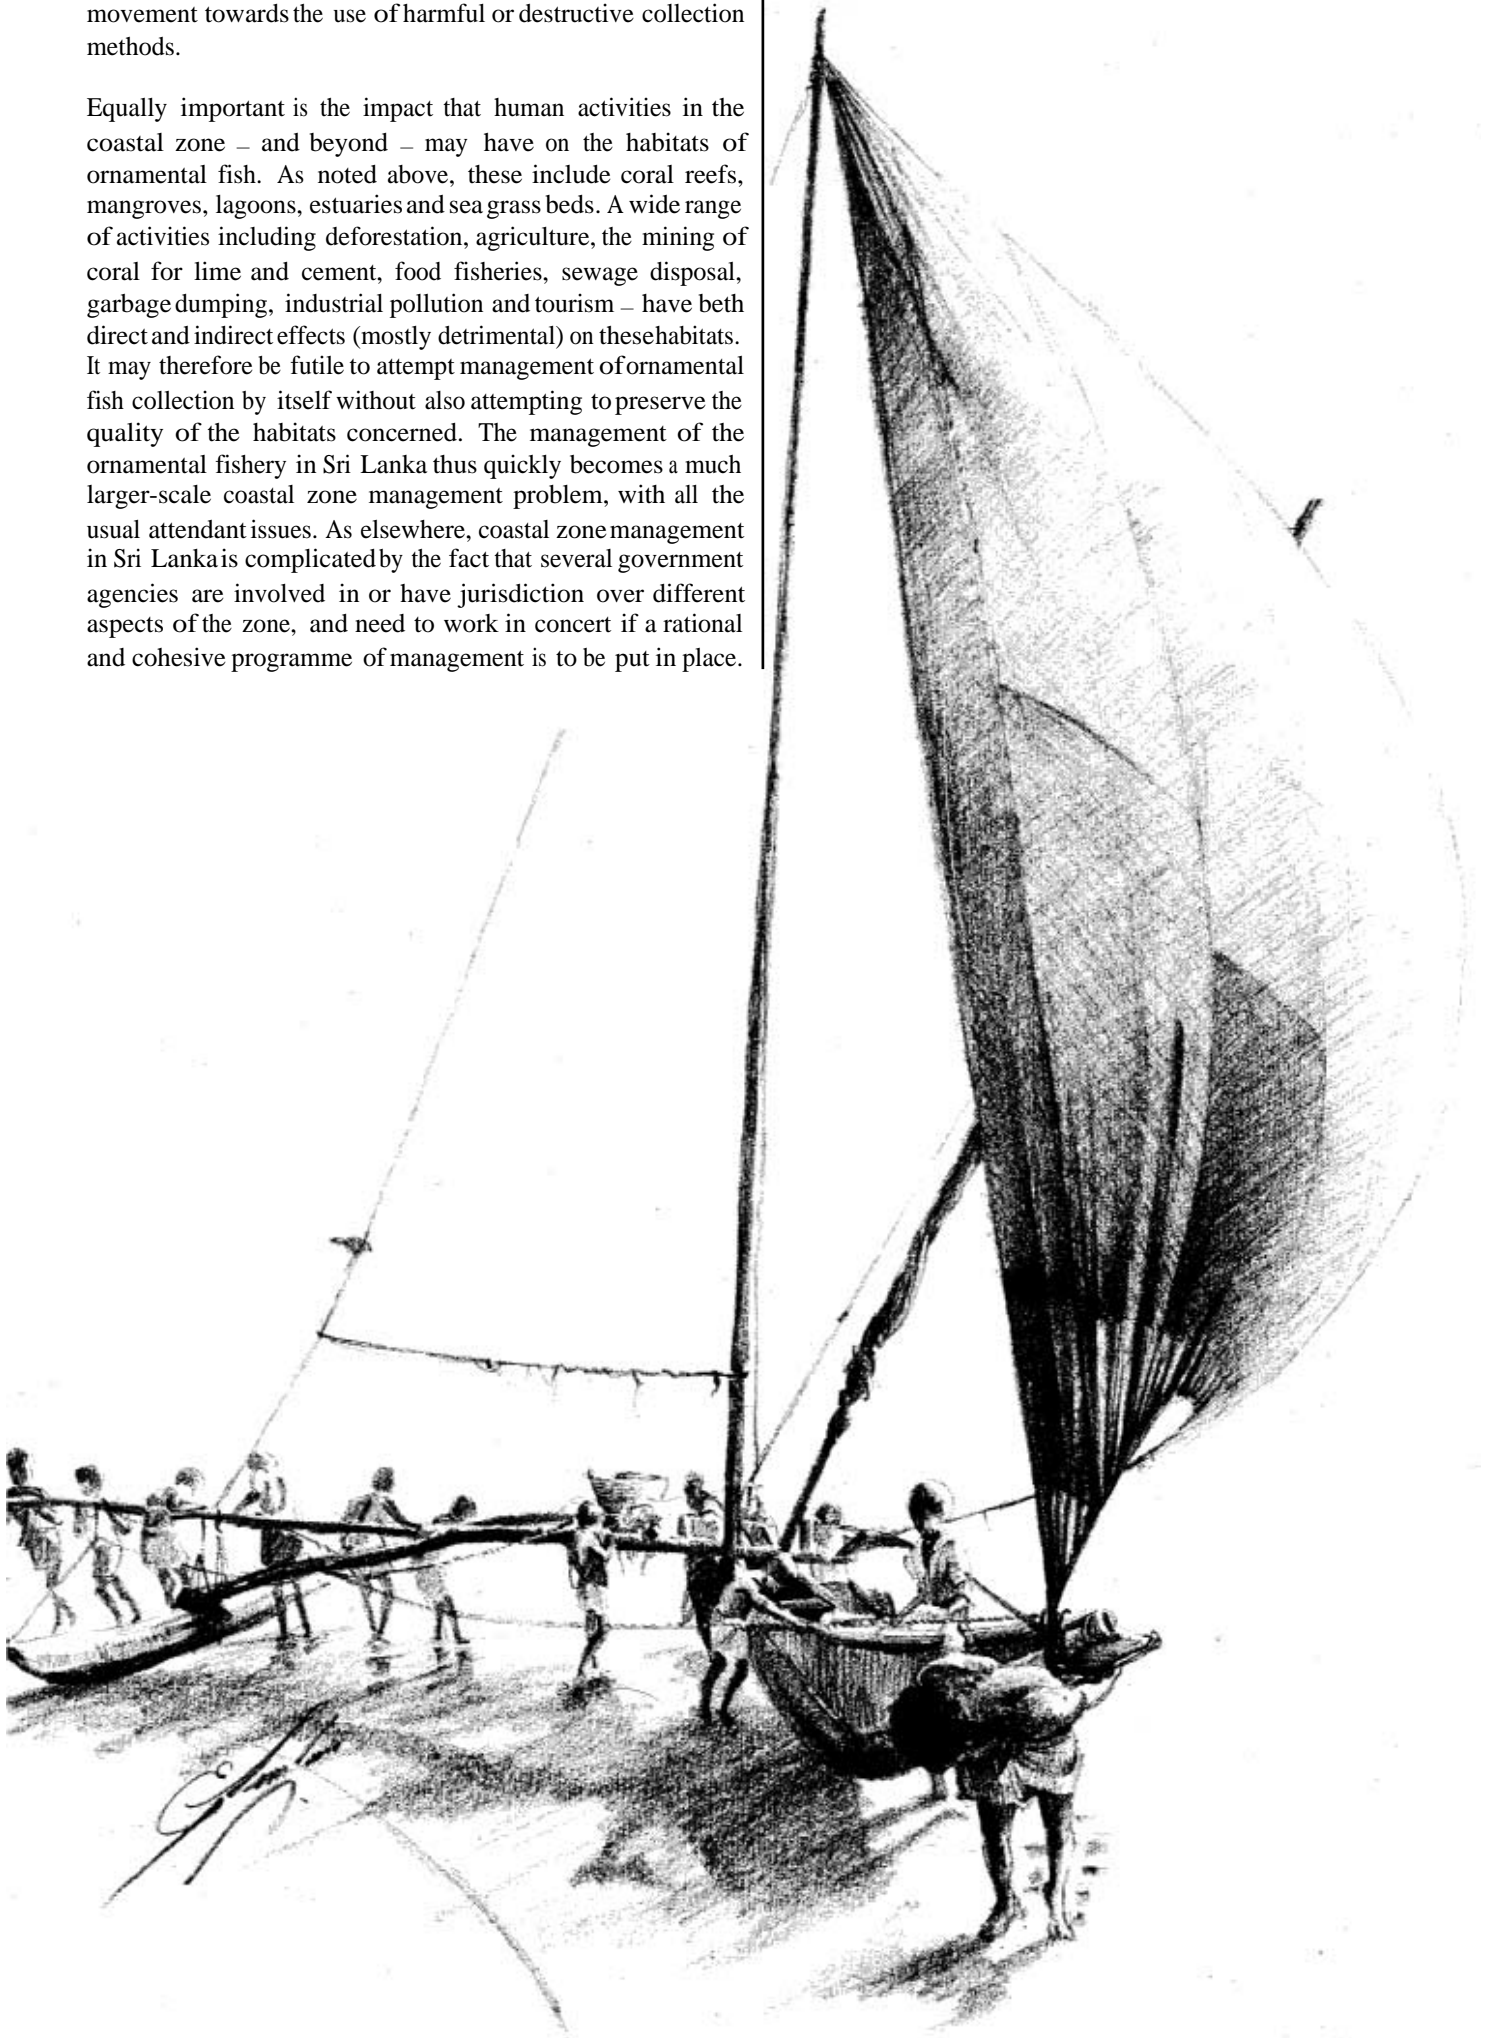 movement towards the use of harmful or destructive collection
methods.
Equally important is the impact that human activities in the
coastal zone – and beyond – may have on the habitats of
ornamental fish. As noted above, these include coral reefs,
mangroves, lagoons, estuaries and sea grass beds. A wide range
of activities including deforestation, agriculture, the mining of
coral for lime and cement, food fisheries, sewage disposal,
garbage dumping, industrial pollution and tourism – have beth
direct and indirect effects (mostly detrimental) on these habitats.
It may therefore be futile to attempt management of ornamental
fish collection by itself without also attempting to preserve the
quality of the habitats concerned. The management of the
ornamental fishery in Sri Lanka thus quickly becomes a much
larger-scale coastal zone management problem, with all the
usual attendant issues. As elsewhere, coastal zone management
in Sri Lanka is complicated by the fact that several government
agencies are involved in or have jurisdiction over different
aspects of the zone, and need to work in concert if a rational
and cohesive programme of management is to be put in place.